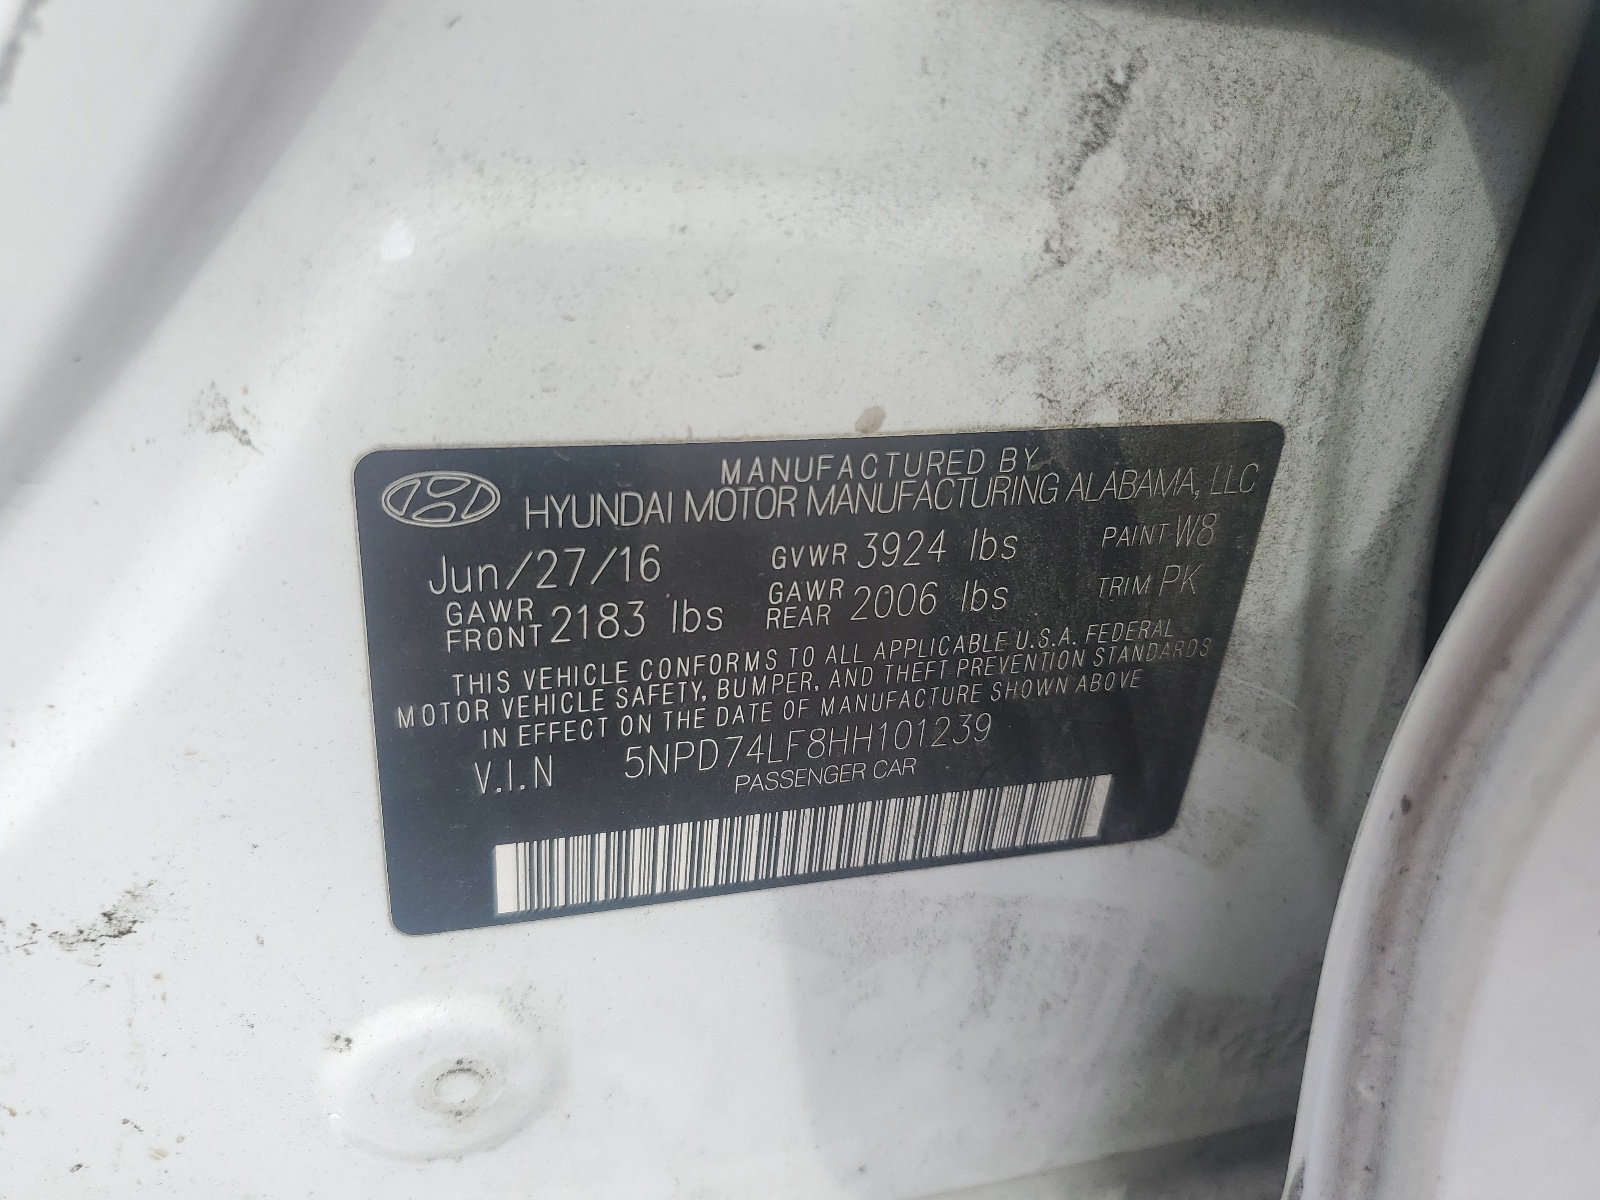 MANUFACTURED BY
HYUNDAI MOTOR MANUFACTURING ALABAMA, LLC
Jun/27/16 GVWR 3924 lbs PAINT W8
GAWR FRONT 2183 lbs GAWR REAR 2006 lbs TRIM PK
THIS VEHICLE CONFORMS TO ALL APPLICABLE U.S.A. FEDERAL
MOTOR VEHICLE SAFETY, BUMPER, AND THEFT PREVENTION STANDARDS
IN EFFECT ON THE DATE OF MANUFACTURE SHOWN ABOVE
V.I.N 5NPD74LF8HH101239
PASSENGER CAR